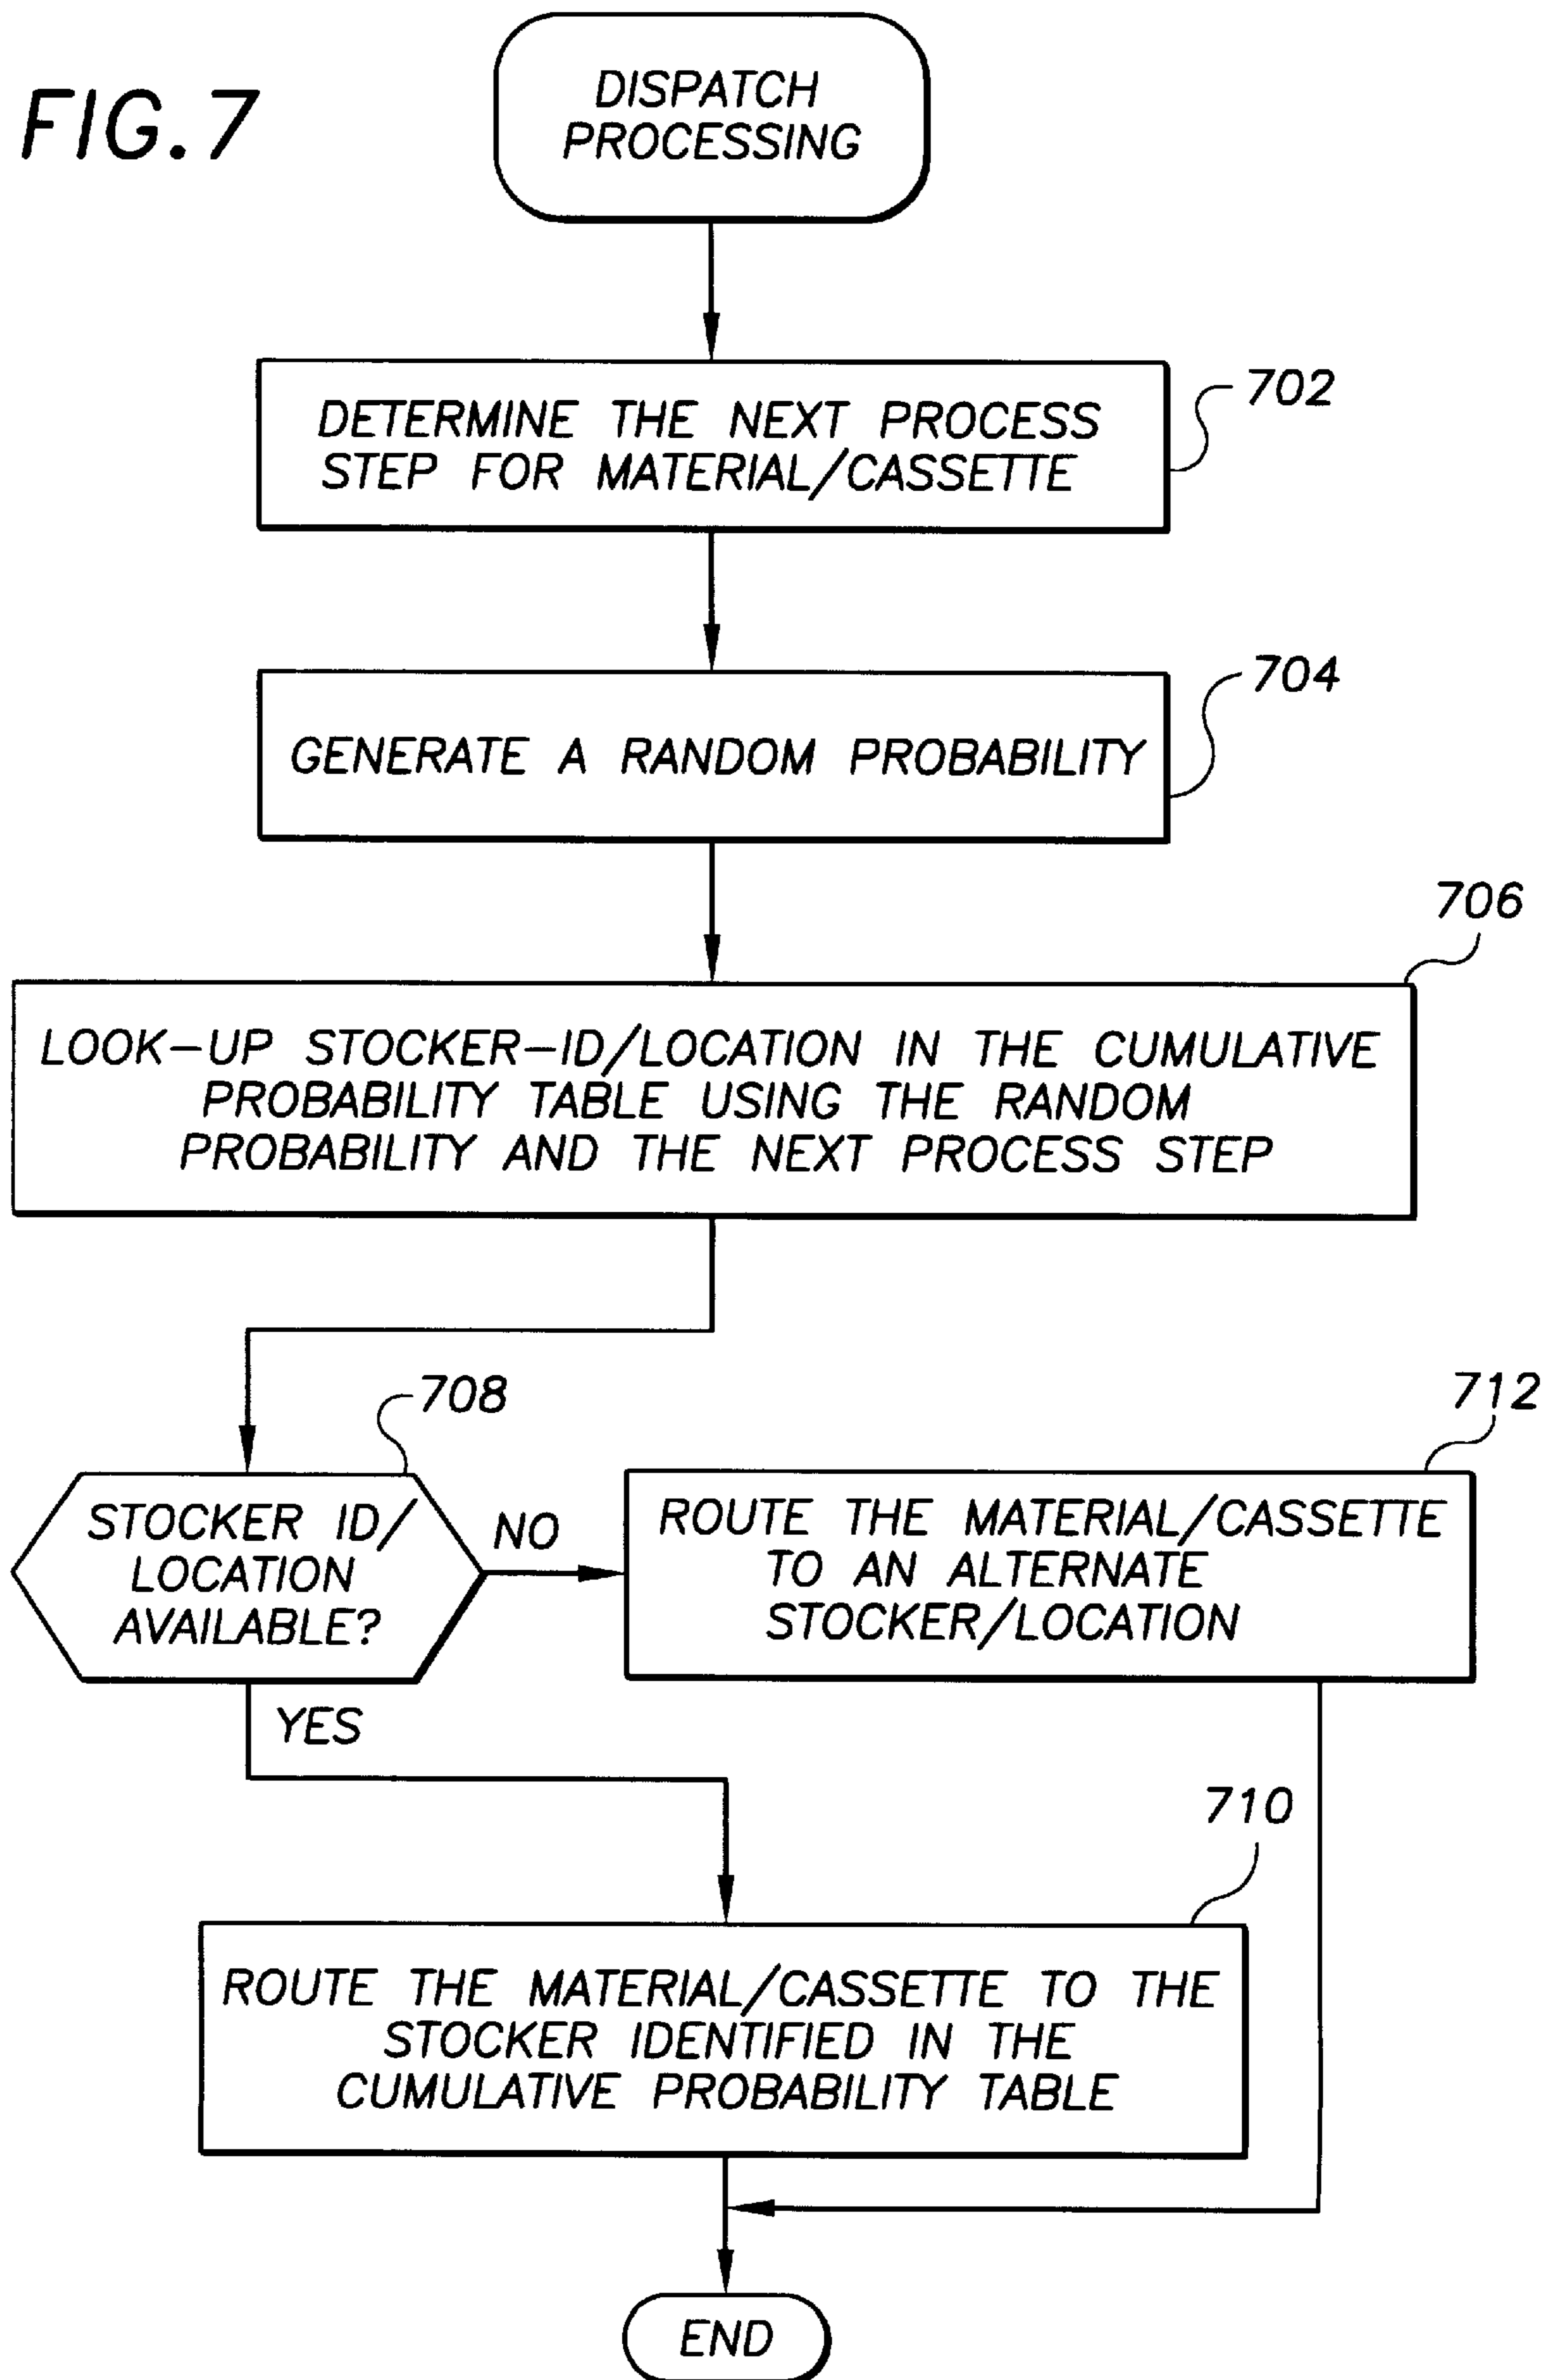 FIG. 7
DISPATCH
PROCESSING
702
DETERMINE THE NEXT PROCESS
STEP FOR MATERIAL/CASSETTE
704
GENERATE A RANDOM PROBABILITY
706
LOOK-UP STOCKER-ID/LOCATION IN THE CUMULATIVE
PROBABILITY TABLE USING THE RANDOM
PROBABILITY AND THE NEXT PROCESS STEP
708
STOCKER ID/
LOCATION
AVAILABLE?
NO
712
ROUTE THE MATERIAL/CASSETTE
TO AN ALTERNATE
STOCKER/LOCATION
YES
710
ROUTE THE MATERIAL/CASSETTE TO THE
STOCKER IDENTIFIED IN THE
CUMULATIVE PROBABILITY TABLE
END